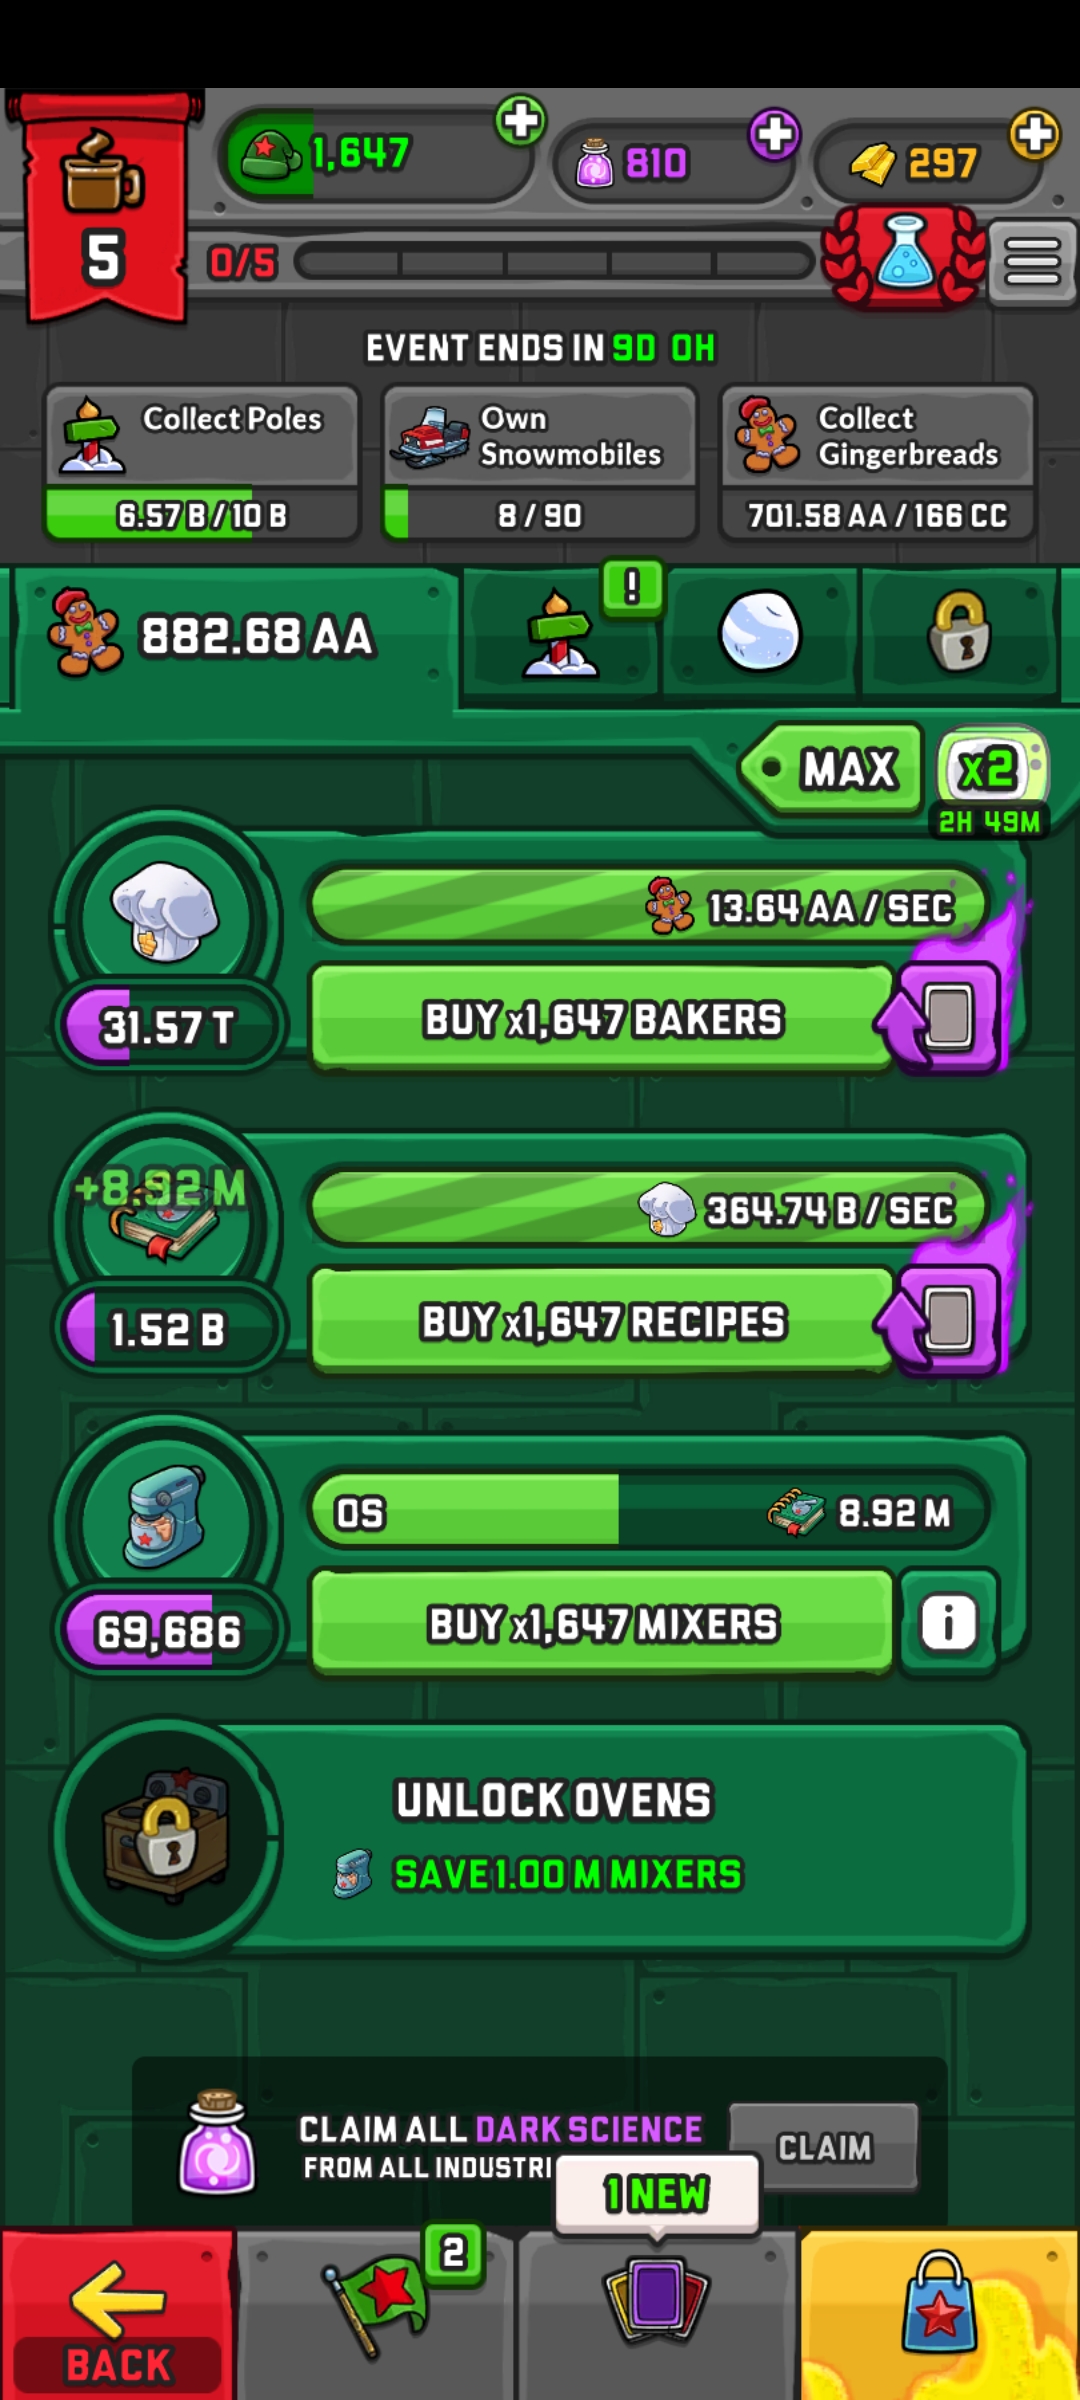 1,647
810
297
5
0/5
EVENT ENDS IN 9D 0H
Collect Poles
6.57 B / 10 B
Own
Snowmobiles
8 / 90
Collect
Gingerbreads
701.58 AA / 166 CC
882.68 AA
!
MAX
x2
2H 49M
13.64 AA / SEC
31.57 T
BUY x1,647 BAKERS
+8.92 M
364.74 B / SEC
1.52 B
BUY x1,647 RECIPES
0S
8.92 M
69,686
BUY x1,647 MIXERS
i
UNLOCK OVENS
SAVE 1.00 M MIXERS
CLAIM ALL DARK SCIENCE
FROM ALL INDUSTRI
CLAIM
1 NEW
2
BACK